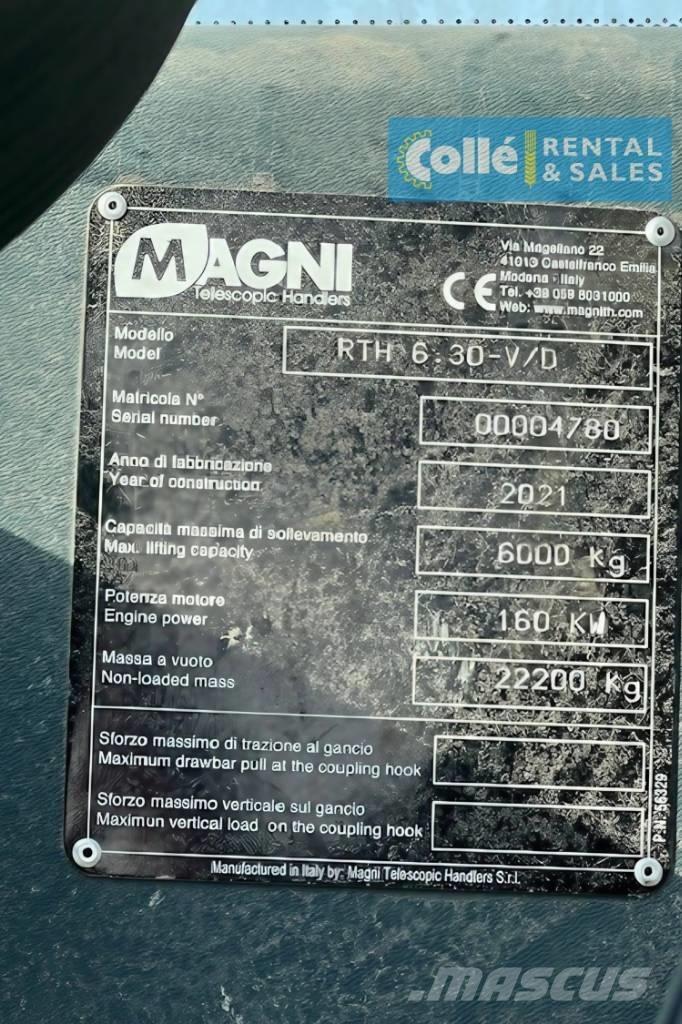 Collé RENTAL & SALES
MAGNI
Telescopic Handlers
Via Magellano 22
41013 Castelfranco Emilia
Modena - Italy
Tel. +39 059 8031000
Web: www.magnith.com
CE
Modello
Model
RTH 6.30-V/D
Matricola N°
Serial number
00004780
Anno di fabbricazione
Year of construction
2021
Capacità massima di sollevamento
Max. lifting capacity
6000 Kg
Potenza motore
Engine power
160 KW
Massa a vuoto
Non-loaded mass
22200 Kg
Sforzo massimo di trazione al gancio
Maximum drawbar pull at the coupling hook
Sforzo massimo verticale sul gancio
Maximun vertical load on the coupling hook
P.N. 56329
Manufactured in Italy by: Magni Telescopic Handlers S.r.l.
.MASCUS